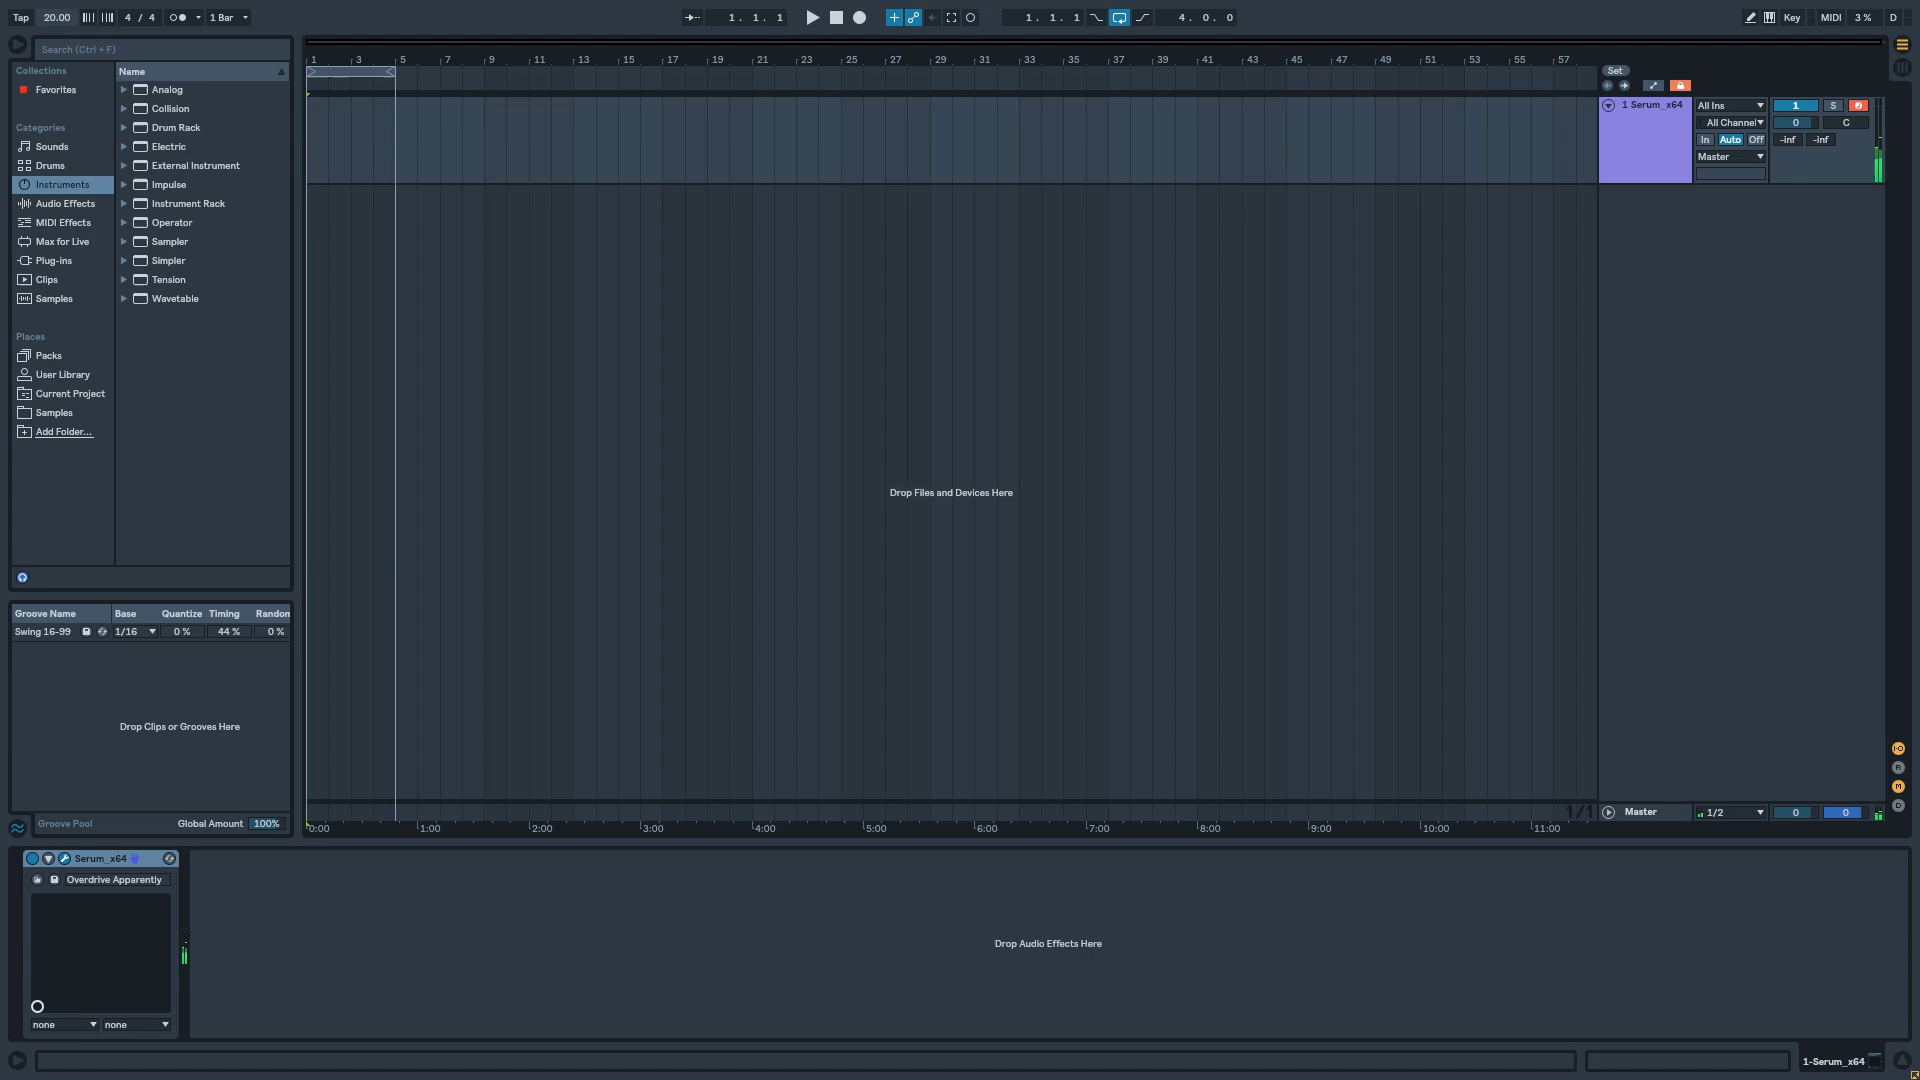 Tap 20.00 4 / 4 1 Bar 1. 1. 1 1. 1. 1 4. 0. 0 Key MIDI 3 % D
Search (Ctrl + F)
Collections
Favorites
Categories
Sounds
Drums
Instruments
Audio Effects
MIDI Effects
Max for Live
Plug-ins
Clips
Samples
Places
Packs
User Library
Current Project
Samples
Add Folder...
Name
Analog
Collision
Drum Rack
Electric
External Instrument
Impulse
Instrument Rack
Operator
Sampler
Simpler
Tension
Wavetable
Groove Name Base Quantize Timing Random
Swing 16-99 1/16 0 % 44 % 0 %
Drop Clips or Grooves Here
Groove Pool Global Amount 100%
1 3 5 7 9 11 13 15 17 19 21 23 25 27 29 31 33 35 37 39 41 43 45 47 49 51 53 55 57
Set
Drop Files and Devices Here
1 Serum_x64 All Ins 1 S
All Channel 0 C
In Auto Off -inf -inf
Master
1/1
Master 1/2 0 0
0:00 1:00 2:00 3:00 4:00 5:00 6:00 7:00 8:00 9:00 10:00 11:00
I-O
R
M
D
Serum_x64
Overdrive Apparently
none none
Drop Audio Effects Here
1-Serum_x64